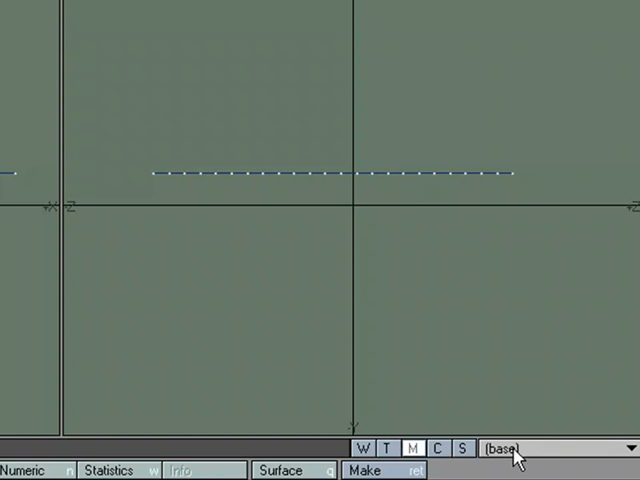 +X -Z +Z
-Y
W T M C S (base)
Numeric n Statistics w Info Surface q Make ret